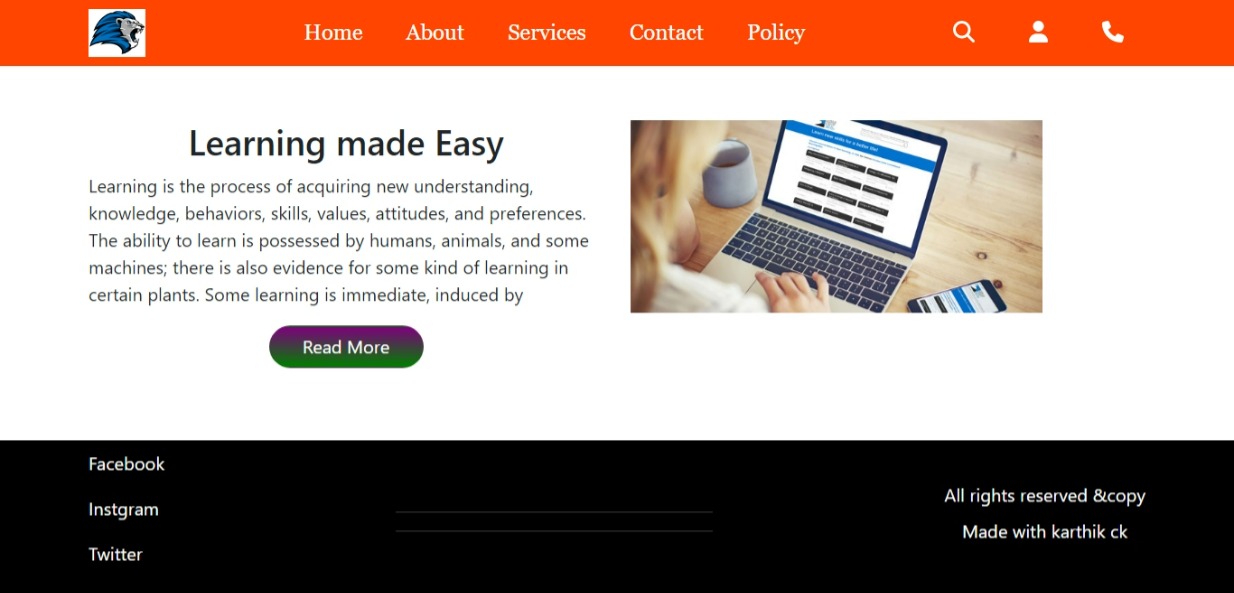 Home About Services Contact Policy
Learning made Easy
Learning is the process of acquiring new understanding,
knowledge, behaviors, skills, values, attitudes, and preferences.
The ability to learn is possessed by humans, animals, and some
machines; there is also evidence for some kind of learning in
certain plants. Some learning is immediate, induced by
Read More
Learn new skills for a better life!
Facebook
Instgram
Twitter
All rights reserved &copy
Made with karthik ck